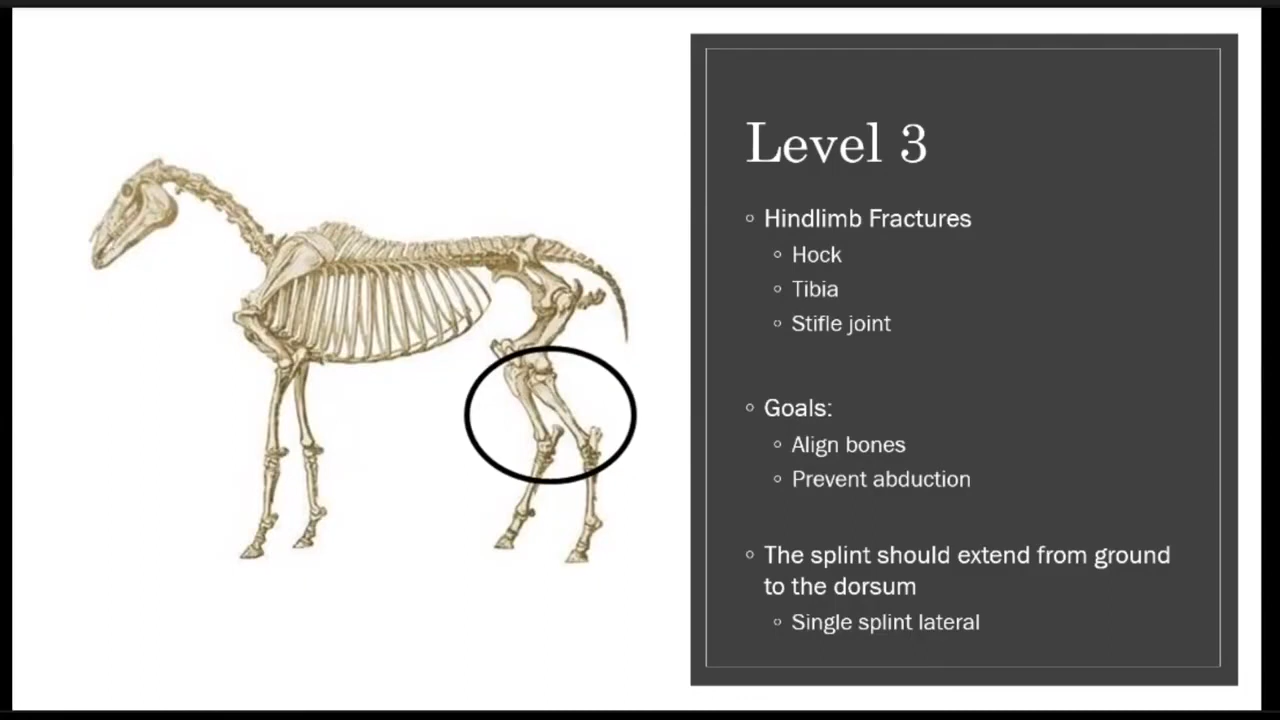 Level 3
Hindlimb Fractures
Hock
Tibia
Stifle joint
Goals:
Align bones
Prevent abduction
The splint should extend from ground
to the dorsum
Single splint lateral